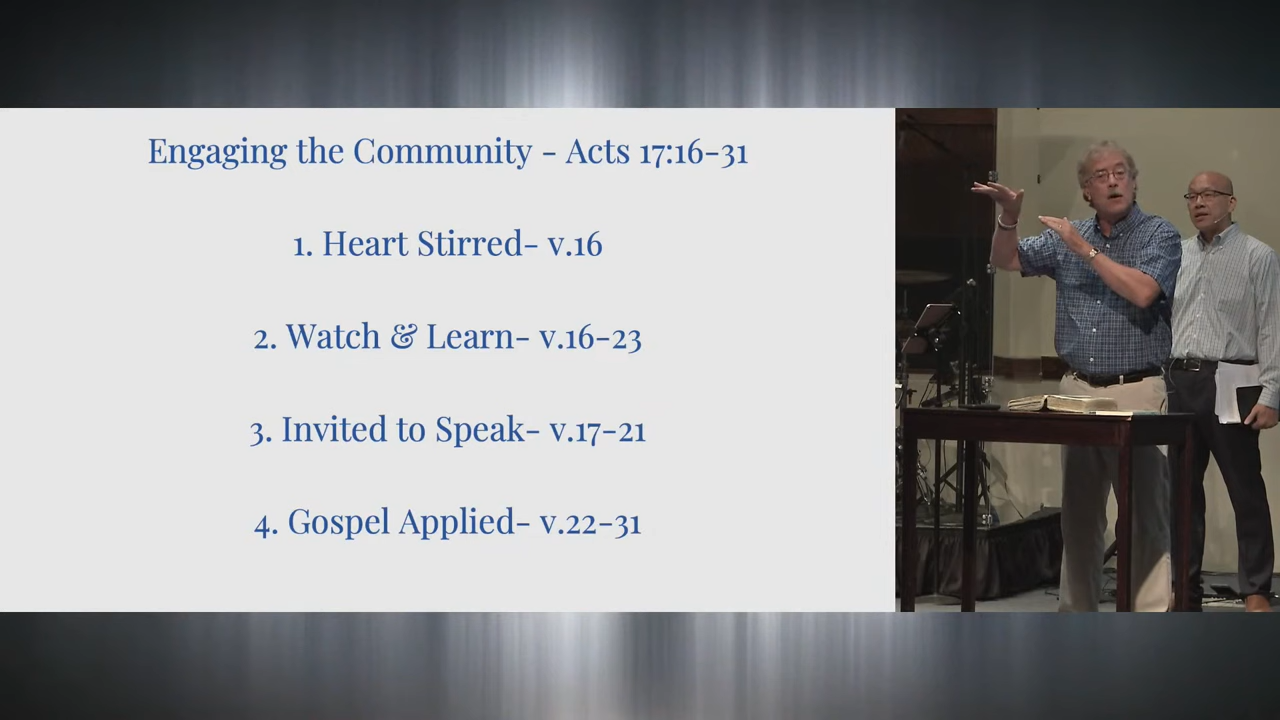 Engaging the Community - Acts 17:16-31
1. Heart Stirred- v.16
2. Watch & Learn- v.16-23
3. Invited to Speak- v.17-21
4. Gospel Applied- v.22-31